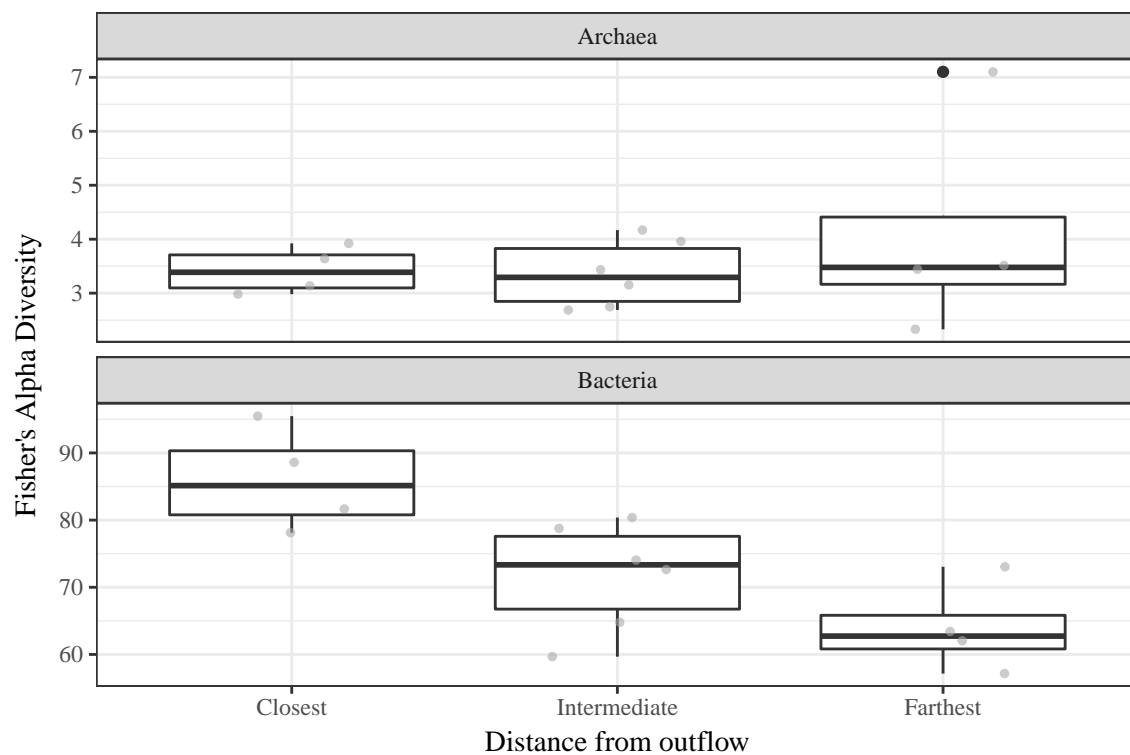 Archaea
7
6
5
4
3
Fisher's Alpha Diversity
Bacteria
90
80
70
60
Closest Intermediate Farthest
Distance from outflow